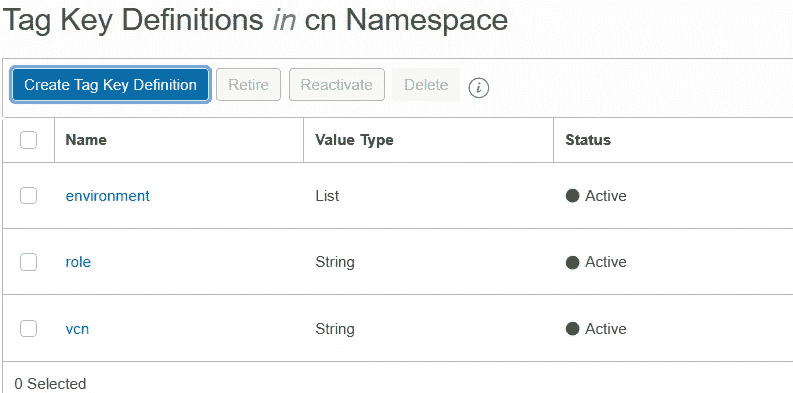 Tag Key Definitions in cn Namespace
Create Tag Key Definition Retire Reactivate Delete i
Name Value Type Status
environment List Active
role String Active
vcn String Active
0 Selected